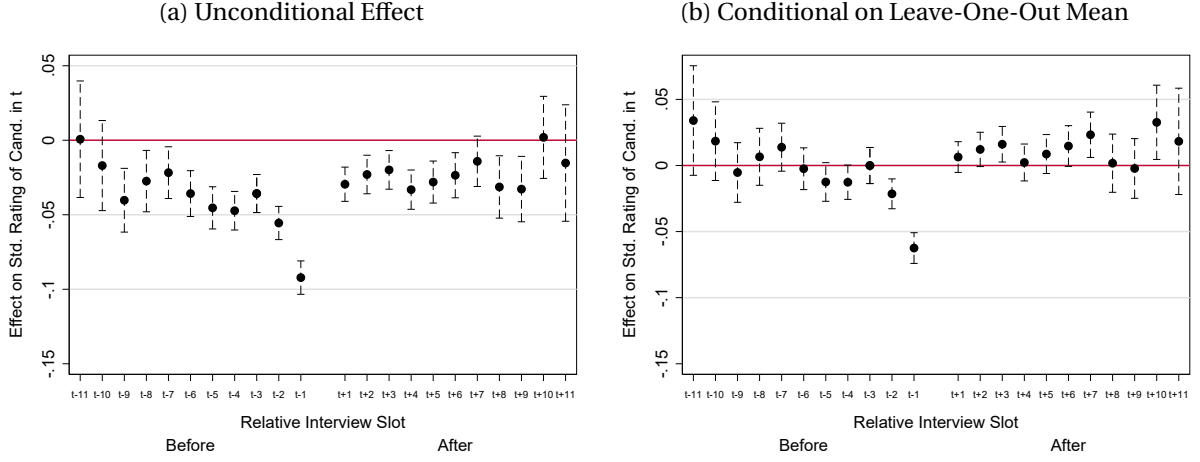 (a) Unconditional Effect
Effect on Std. Rating of Cand. in t
.05
0
-.05
-.1
-.15
t-11 t-10 t-9 t-8 t-7 t-6 t-5 t-4 t-3 t-2 t-1 t+1 t+2 t+3 t+4 t+5 t+6 t+7 t+8 t+9 t+10 t+11
Relative Interview Slot
Before After
(b) Conditional on Leave-One-Out Mean
Effect on Std. Rating of Cand. in t
.05
0
-.05
-.1
-.15
t-11 t-10 t-9 t-8 t-7 t-6 t-5 t-4 t-3 t-2 t-1 t+1 t+2 t+3 t+4 t+5 t+6 t+7 t+8 t+9 t+10 t+11
Relative Interview Slot
Before After